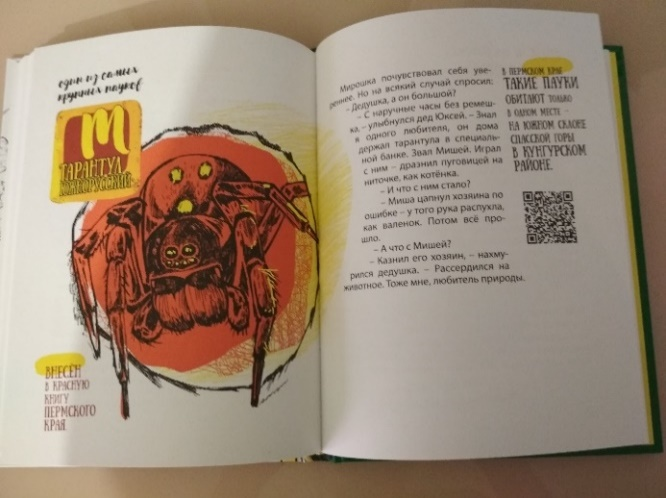 один из самых
крупных пауков
Т
ТАРАНТУЛ
ЮЖНОРУССКИЙ
ВНЕСЁН
В КРАСНУЮ
КНИГУ
ПЕРМСКОГО
КРАЯ
Мирошка почувствовал себя уве-
реннее. Но на всякий случай спросил:
– Дедушка, а он большой?
– С наручные часы без ремеш-
ка, – улыбнулся дед Юксей. – Знал
я одного любителя, он дома
держал тарантула в специаль-
ной банке. Звал Мишей. Играл
с ним – дразнил пуговицей на
ниточке, как котёнка.
– И что с ним стало?
– Миша цапнул хозяина по
ошибке – у того рука распухла,
как валенок. Потом всё про-
шло.
– А что с Мишей?
– Казнил его хозяин, – нахму-
рился дедушка. – Рассердился на
животное. Тоже мне, любитель природы.
В ПЕРМСКОМ КРАЕ
ТАКИЕ ПАУКИ
ОБИТАЮТ ТОЛЬКО
В ОДНОМ МЕСТЕ –
НА ЮЖНОМ СКЛОНЕ
СПАССКОЙ ГОРЫ
В КУНГУРСКОМ
РАЙОНЕ.